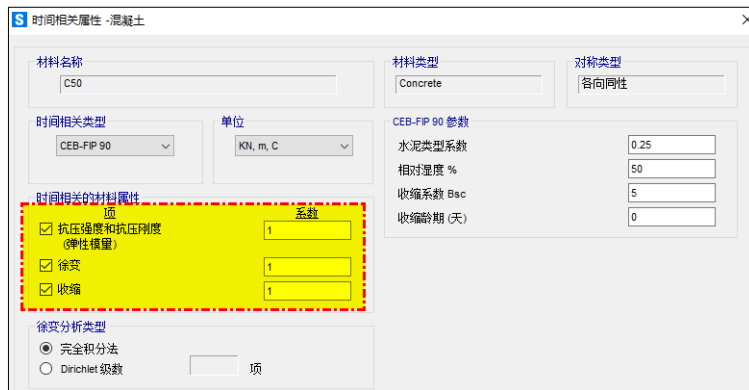 S 时间相关属性 -混凝土
材料名称
C50
材料类型
Concrete
对称类型
各向同性
时间相关类型
CEB-FIP 90
单位
KN, m, C
CEB-FIP 90 参数
水泥类型系数 0.25
相对湿度 % 50
收缩系数 Bsc 5
收缩龄期 (天) 0
时间相关的材料属性
项 系数
抗压强度和抗压刚度 1
(弹性模量)
徐变 1
收缩 1
徐变分析类型
完全积分法
Dirichlet 级数 项